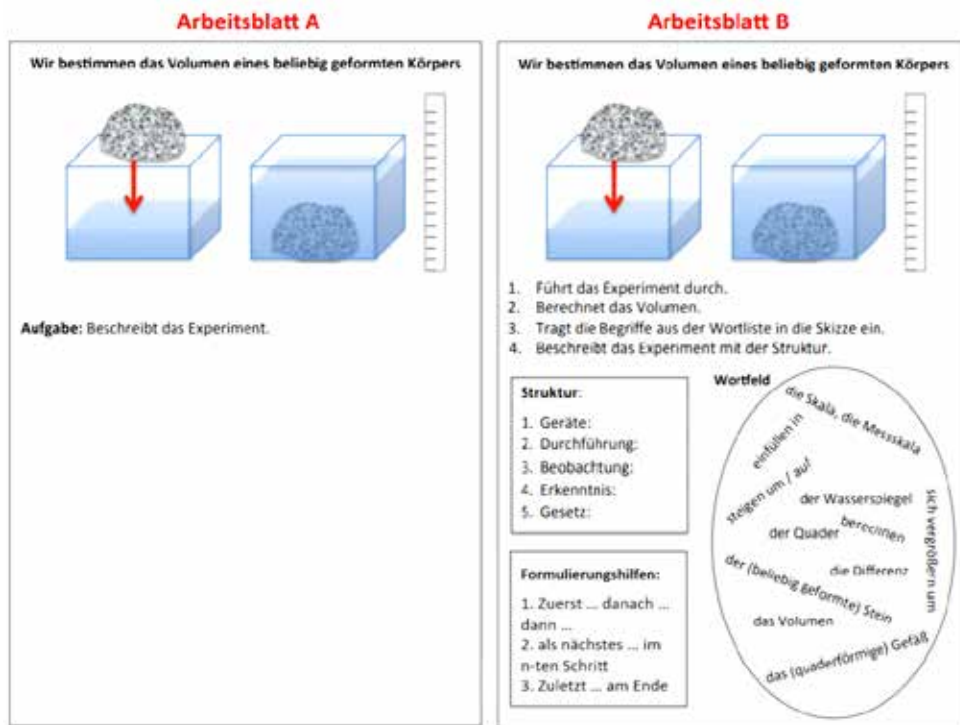 Arbeitsblatt A
Wir bestimmen das Volumen eines beliebig geformten Körpers
Aufgabe: Beschreibt das Experiment.
Arbeitsblatt B
Wir bestimmen das Volumen eines beliebig geformten Körpers
1. Führt das Experiment durch.
2. Berechnet das Volumen.
3. Tragt die Begriffe aus der Wortliste in die Skizze ein.
4. Beschreibt das Experiment mit der Struktur.
Struktur:
1. Geräte:
2. Durchführung:
3. Beobachtung:
4. Erkenntnis:
5. Gesetz:
Formulierungshilfen:
1. Zuerst ... danach ...
dann ...
2. als nächstes ... im
n-ten Schritt
3. Zuletzt ... am Ende
Wortfeld
die Skala, die Messskala
einfüllen in
steigen um / auf
der Wasserspiegel
der Quader
berechnen
sich vergrößern um
die Differenz
der (beliebig geformte) Stein
das Volumen
das (quaderförmige) Gefäß